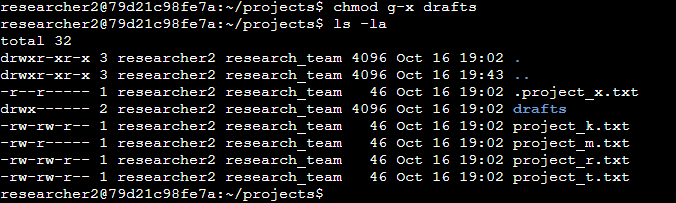 researcher2@79d21c98fe7a:~/projects$ chmod g-x drafts
researcher2@79d21c98fe7a:~/projects$ ls -la
total 32
drwxr-xr-x 3 researcher2 research_team 4096 Oct 16 19:02 .
drwxr-xr-x 3 researcher2 research_team 4096 Oct 16 19:43 ..
-r--r----- 1 researcher2 research_team   46 Oct 16 19:02 .project_x.txt
drwx------ 2 researcher2 research_team 4096 Oct 16 19:02 drafts
-rw-rw-r-- 1 researcher2 research_team   46 Oct 16 19:02 project_k.txt
-rw-r----- 1 researcher2 research_team   46 Oct 16 19:02 project_m.txt
-rw-rw-r-- 1 researcher2 research_team   46 Oct 16 19:02 project_r.txt
-rw-rw-r-- 1 researcher2 research_team   46 Oct 16 19:02 project_t.txt
researcher2@79d21c98fe7a:~/projects$